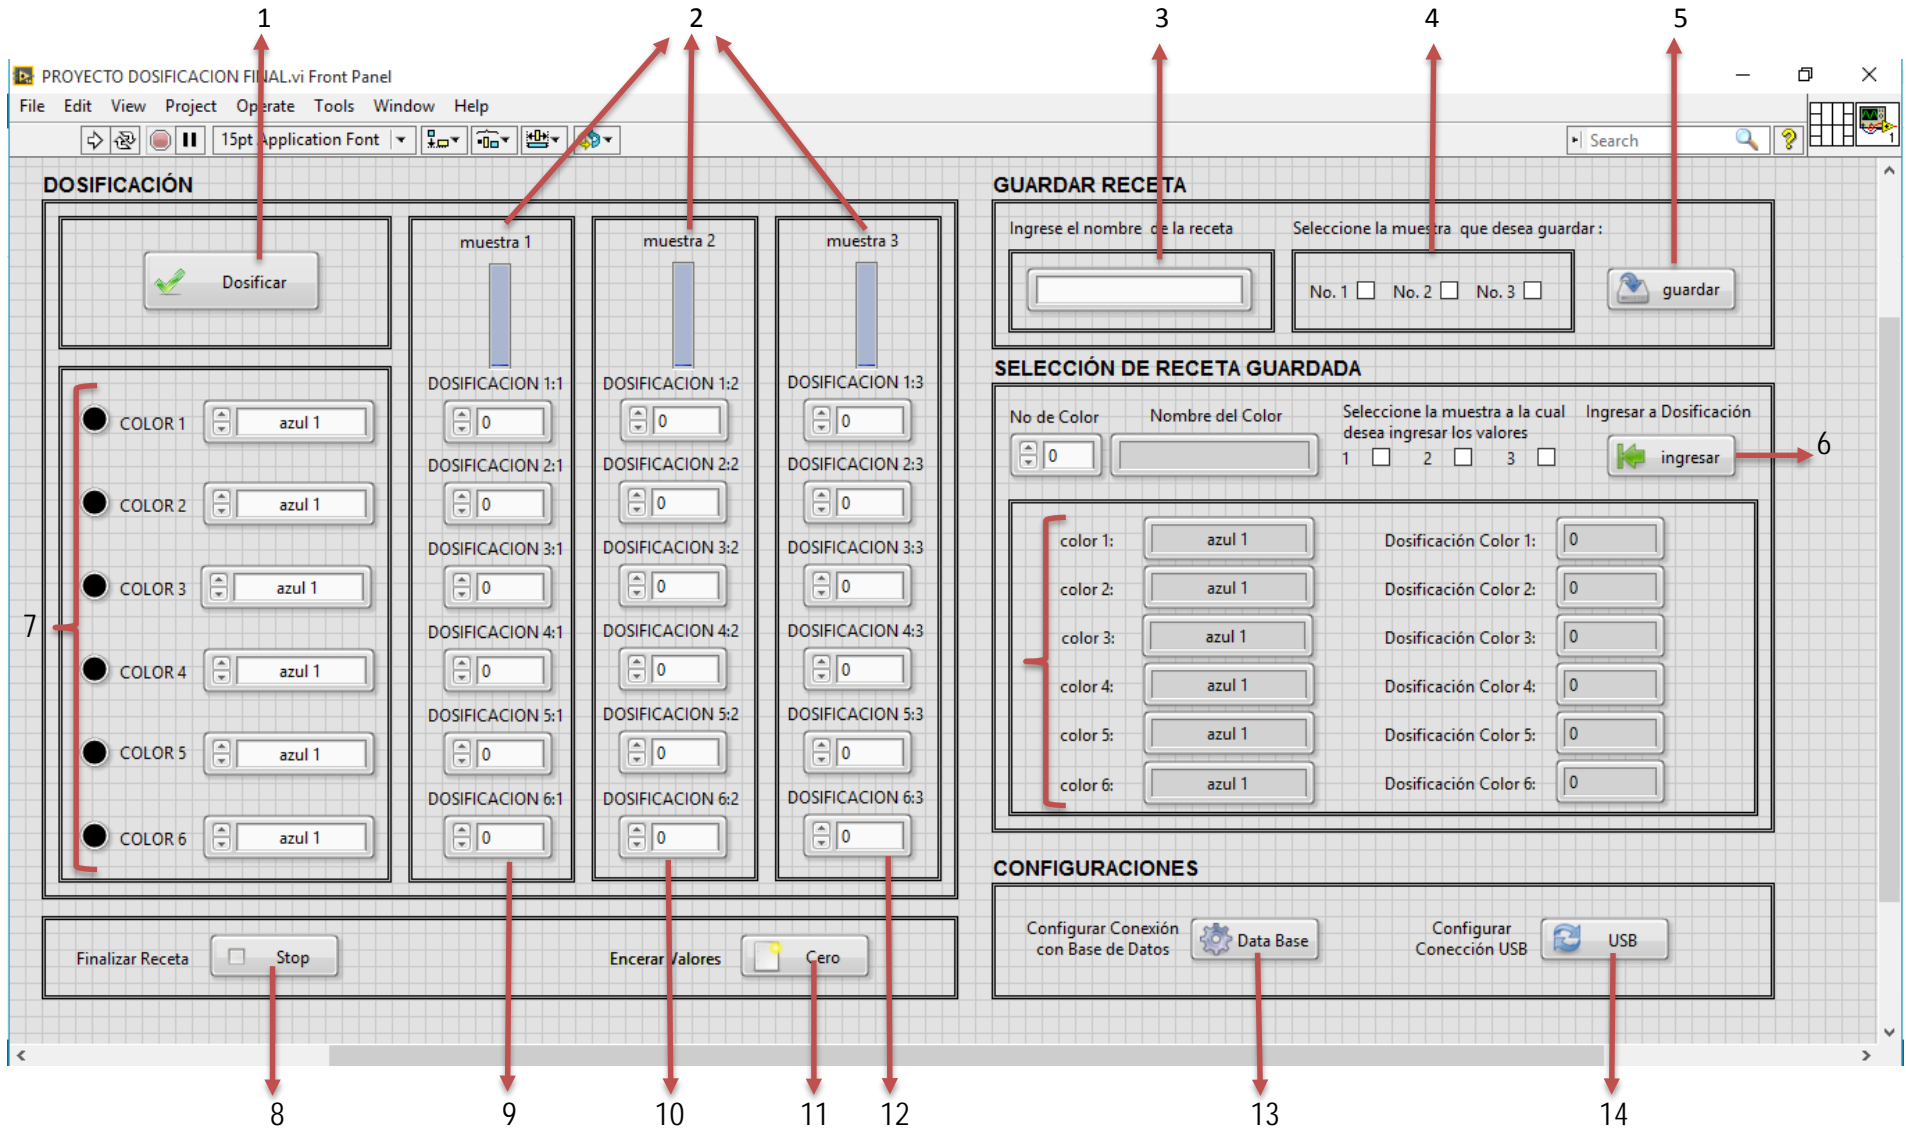 1 2 3 4 5
PROYECTO DOSIFICACION FINAL.vi Front Panel
File Edit View Project Operate Tools Window Help
15pt Application Font
Search
1
DOSIFICACIÓN
Dosificar
muestra 1 muestra 2 muestra 3
DOSIFICACION 1:1 DOSIFICACION 1:2 DOSIFICACION 1:3
COLOR 1 azul 1 0 0 0
DOSIFICACION 2:1 DOSIFICACION 2:2 DOSIFICACION 2:3
COLOR 2 azul 1 0 0 0
DOSIFICACION 3:1 DOSIFICACION 3:2 DOSIFICACION 3:3
COLOR 3 azul 1 0 0 0
7
DOSIFICACION 4:1 DOSIFICACION 4:2 DOSIFICACION 4:3
COLOR 4 azul 1 0 0 0
DOSIFICACION 5:1 DOSIFICACION 5:2 DOSIFICACION 5:3
COLOR 5 azul 1 0 0 0
DOSIFICACION 6:1 DOSIFICACION 6:2 DOSIFICACION 6:3
COLOR 6 azul 1 0 0 0
Finalizar Receta Stop Encerar Valores Cero
GUARDAR RECETA
Ingrese el nombre de la receta Seleccione la muestra que desea guardar :
No. 1 No. 2 No. 3 guardar
SELECCIÓN DE RECETA GUARDADA
No de Color Nombre del Color Seleccione la muestra a la cual Ingresar a Dosificación
desea ingresar los valores
0 1 2 3 ingresar 6
color 1: azul 1 Dosificación Color 1: 0
color 2: azul 1 Dosificación Color 2: 0
color 3: azul 1 Dosificación Color 3: 0
color 4: azul 1 Dosificación Color 4: 0
color 5: azul 1 Dosificación Color 5: 0
color 6: azul 1 Dosificación Color 6: 0
CONFIGURACIONES
Configurar Conexión Data Base Configurar USB
con Base de Datos Conección USB
8 9 10 11 12 13 14